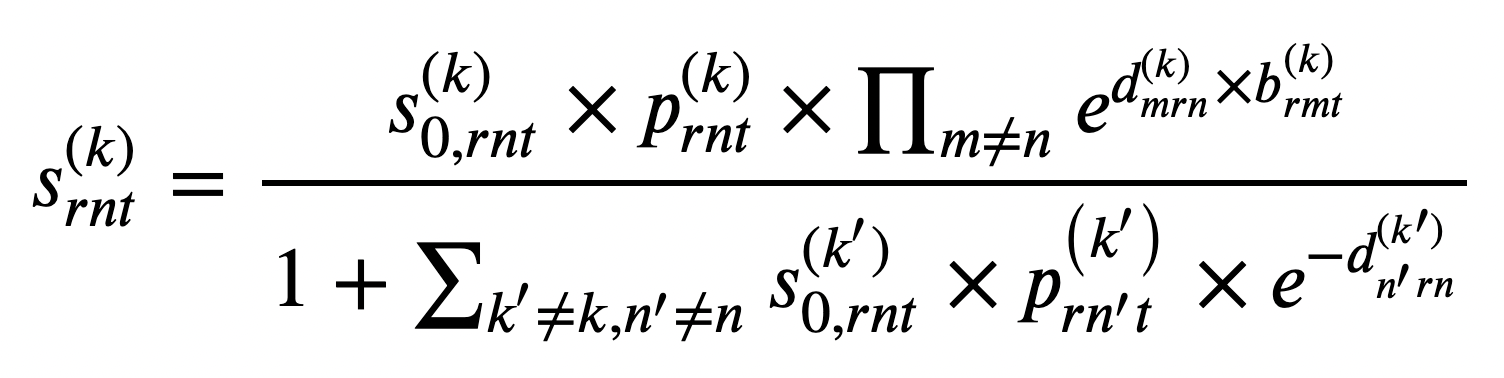 s_{rnt}^{(k)} = \frac{s_{0,rnt}^{(k)} \times p_{rnt}^{(k)} \times \prod_{m \neq n} e^{d_{mrn}^{(k)} \times b_{rmt}^{(k)}}}{1 + \sum_{k' \neq k, n' \neq n} s_{0,rnt}^{(k')} \times p_{rn't}^{(k')} \times e^{-d_{n'rn}^{(k')}}}